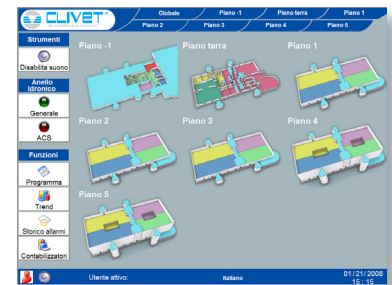 CLIVET
Globale
Piano -1
Piano terra
Piano 1
Piano 2
Piano 3
Piano 4
Piano 5
Strumenti
Disabilita suono
Anello
Idronico
Generale
ACS
Funzioni
Programma
Trend
Storico allarmi
Contabilizzatori
Piano -1
Piano terra
Piano 1
Piano 2
Piano 3
Piano 4
Piano 5
Utente attivo:
Italiano
01/21/2008
15:15